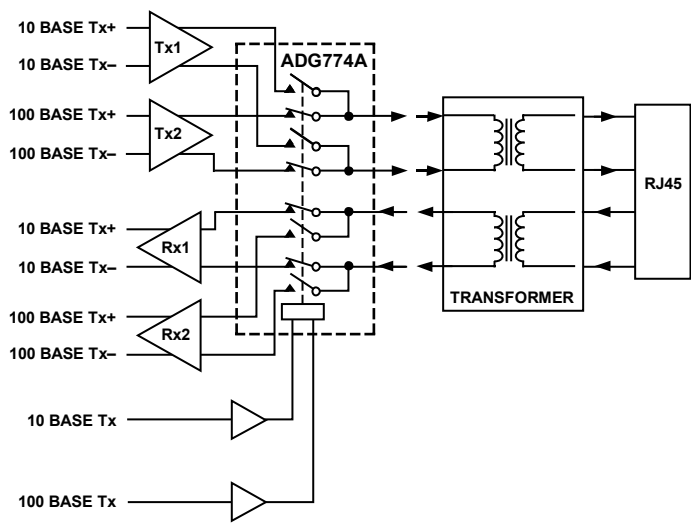 10 BASE Tx+
Tx1
10 BASE Tx–
ADG774A
100 BASE Tx+
Tx2
100 BASE Tx–
RJ45
10 BASE Tx+
Rx1
10 BASE Tx–
TRANSFORMER
100 BASE Tx+
Rx2
100 BASE Tx–
10 BASE Tx
100 BASE Tx